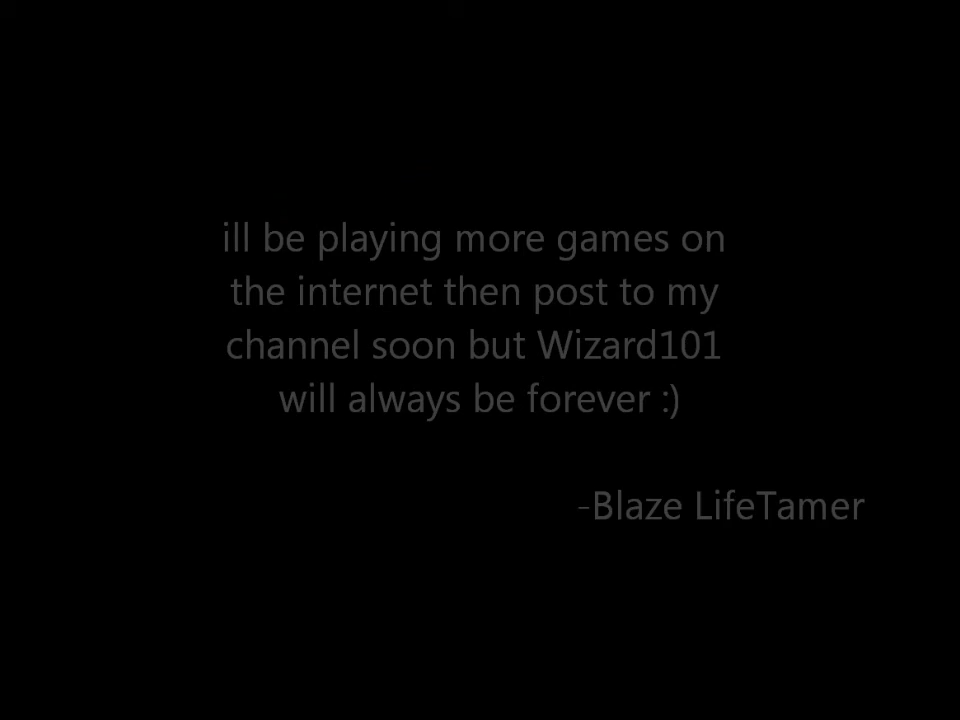 ill be playing more games on
the internet then post to my
channel soon but Wizard101
will always be forever :)
-Blaze LifeTamer